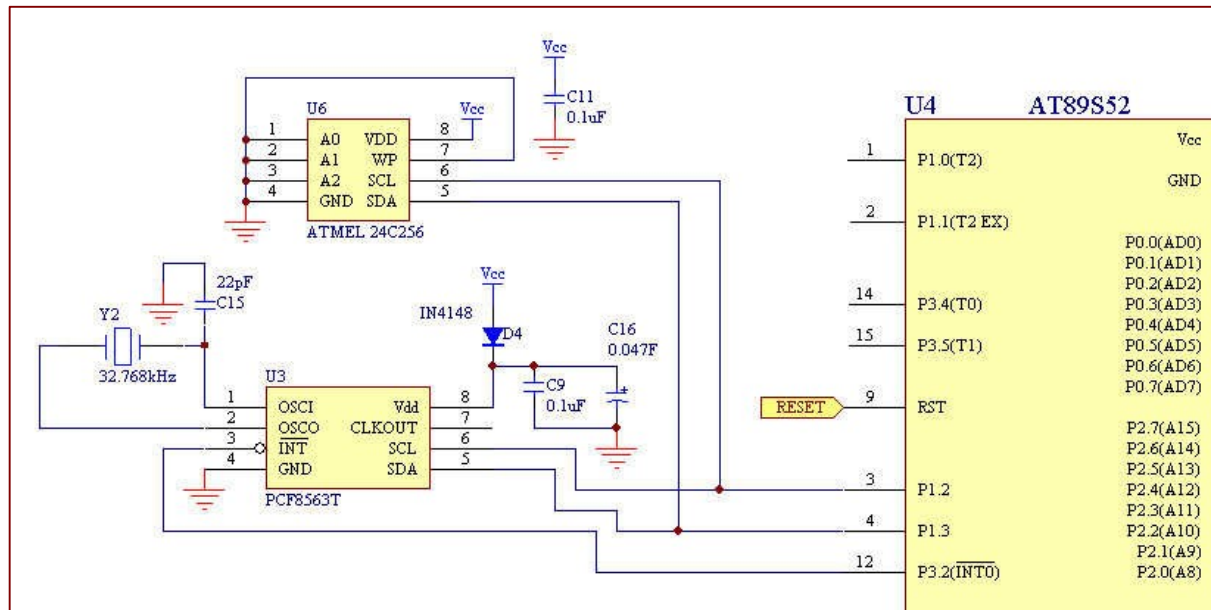 Vcc
C11
0.1uF
U6
Vcc
1 A0 VDD 8
2 A1 WP 7
3 A2 SCL 6
4 GND SDA 5
ATMEL 24C256
22pF
C15
Y2
32.768kHz
Vcc
IN4148
D4
C16
0.047F
C9
0.1uF
U3
1 OSCI Vdd 8
2 OSCO CLKOUT 7
3 INT SCL 6
4 GND SDA 5
PCF8563T
U4 AT89S52
Vcc
1 P1.0(T2)
GND
2 P1.1(T2 EX)
P0.0(AD0)
P0.1(AD1)
P0.2(AD2)
14 P3.4(T0) P0.3(AD3)
P0.4(AD4)
15 P3.5(T1) P0.5(AD5)
P0.6(AD6)
P0.7(AD7)
RESET 9 RST
P2.7(A15)
P2.6(A14)
P2.5(A13)
3 P1.2 P2.4(A12)
P2.3(A11)
4 P1.3 P2.2(A10)
P2.1(A9)
12 P3.2(INT0) P2.0(A8)